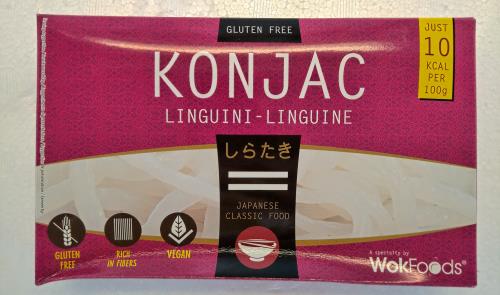 GLUTEN FREE
KONJAC
LINGUINI-LINGUINE
JUST
10
KCAL
PER
100g
しらたき
JAPANESE
CLASSIC FOOD
GLUTEN
FREE
RICH
IN FIBERS
VEGAN
A specialty by
WokFoods®